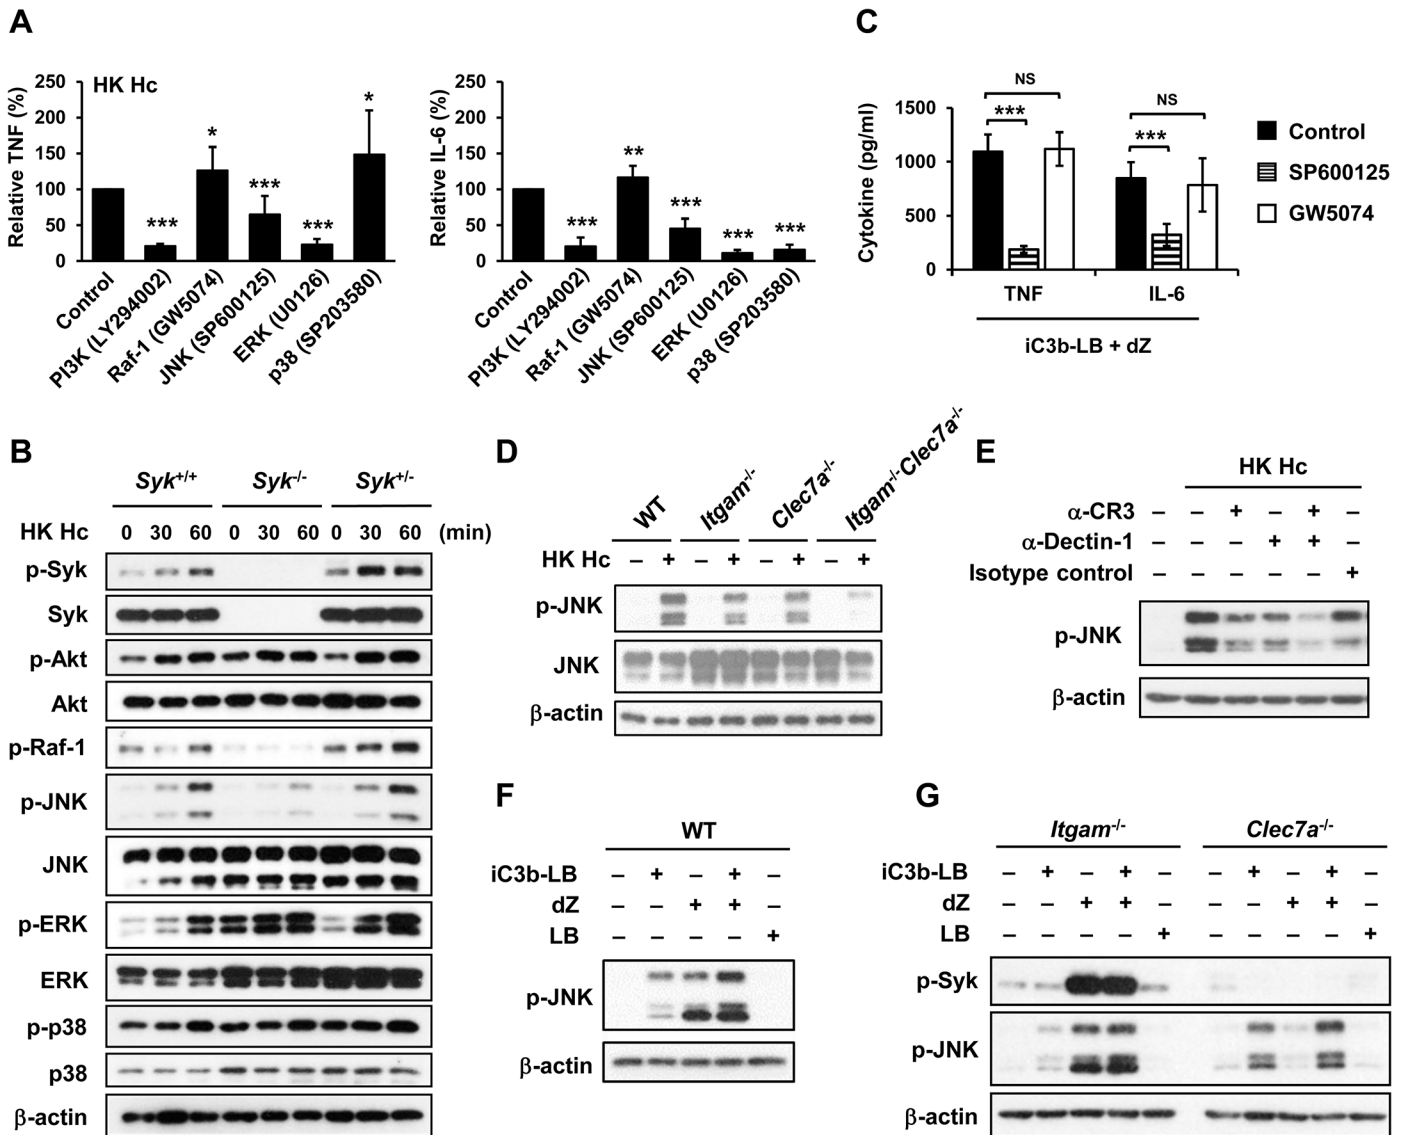 A
HK Hc
Relative TNF (%)
250
200
150
100
50
0
*
*
***
***
***
Control
PI3K (LY294002)
Raf-1 (GW5074)
JNK (SP600125)
ERK (U0126)
p38 (SP203580)
Relative IL-6 (%)
250
200
150
100
50
0
***
**
***
***
***
Control
PI3K (LY294002)
Raf-1 (GW5074)
JNK (SP600125)
ERK (U0126)
p38 (SP203580)
C
Cytokine (pg/ml)
1500
1000
500
0
NS
***
NS
***
TNF IL-6
iC3b-LB + dZ
Control
SP600125
GW5074
B
Syk+/+ Syk-/- Syk+/-
HK Hc 0 30 60 0 30 60 0 30 60 (min)
p-Syk
Syk
p-Akt
Akt
p-Raf-1
p-JNK
JNK
p-ERK
ERK
p-p38
p38
β-actin
D
WT Itgam-/- Clec7a-/- Itgam-/-Clec7a-/-
HK Hc – + – + – + – +
p-JNK
JNK
β-actin
E
HK Hc
α-CR3 – – + – + –
α-Dectin-1 – – – + + –
Isotype control – – – – – +
p-JNK
β-actin
F
WT
iC3b-LB – + – + –
dZ – – + + –
LB – – – – +
p-JNK
β-actin
G
Itgam-/- Clec7a-/-
iC3b-LB – + – + – – + – + –
dZ – – + + – – – + + –
LB – – – – + – – – – +
p-Syk
p-JNK
β-actin